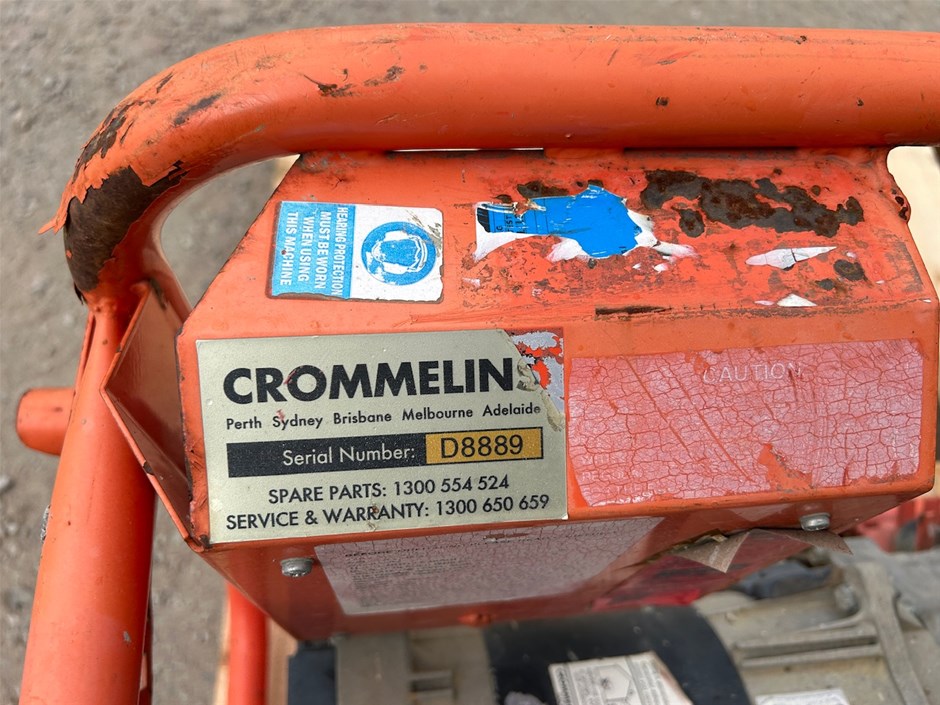 HEARING PROTECTION
MUST BE WORN
WHEN USING
THIS MACHINE
CROMMELINS
Perth Sydney Brisbane Melbourne Adelaide
Serial Number: D8889
SPARE PARTS: 1300 554 524
SERVICE & WARRANTY: 1300 650 659
CAUTION